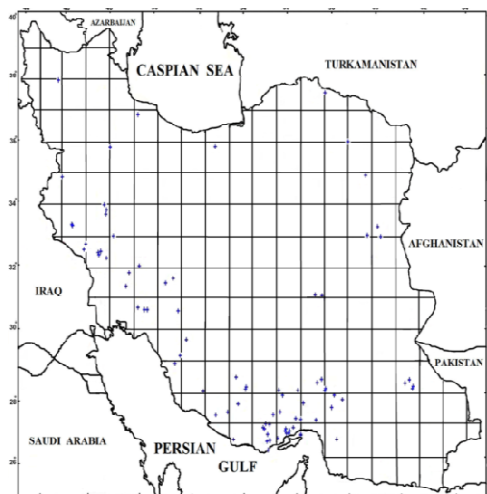 40
AZARBAIJAN
CASPIAN SEA
TURKAMANISTAN
38
36
34
AFGHANISTAN
32
IRAQ
30
PAKISTAN
28
SAUDI ARABIA
PERSIAN
GULF
26